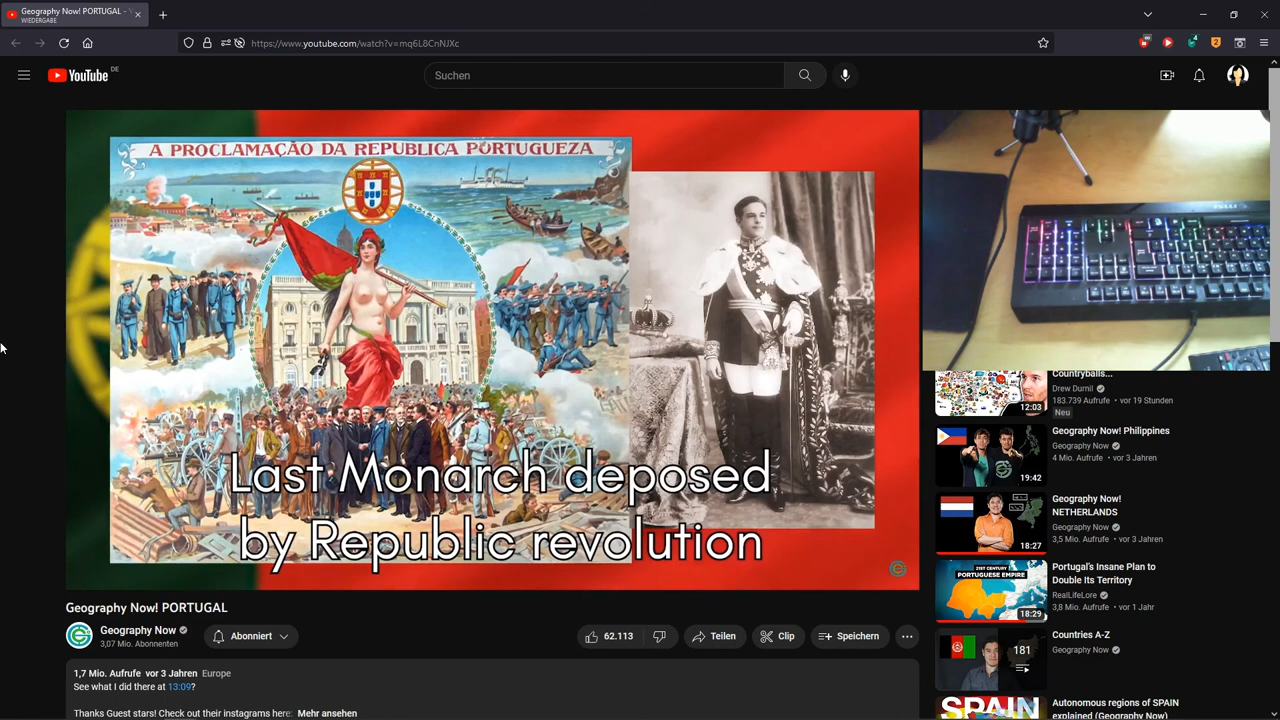 Geography Now! PORTUGAL - Y
WIEDERGABE
https://www.youtube.com/watch?v=mq6L8CnNJXc
YouTube DE
Suchen
A PROCLAMAÇÃO DA REPUBLICA PORTUGUEZA
Last Monarch deposed
by Republic revolution
Geography Now! PORTUGAL
Geography Now
3,07 Mio. Abonnenten
Abonniert
62.113
Teilen
Clip
Speichern
1,7 Mio. Aufrufe vor 3 Jahren Europe
See what I did there at 13:09?
Thanks Guest stars! Check out their instagrams here: Mehr ansehen
Countryballs...
Drew Durnil
183.739 Aufrufe • vor 19 Stunden
Neu
12:03
Geography Now! Philippines
Geography Now
4 Mio. Aufrufe • vor 3 Jahren
19:42
Geography Now!
NETHERLANDS
Geography Now
3,5 Mio. Aufrufe • vor 3 Jahren
18:27
21ST CENTURY
PORTUGUESE EMPIRE
Portugal's Insane Plan to
Double Its Territory
RealLifeLore
3,8 Mio. Aufrufe • vor 1 Jahr
18:29
Countries A-Z
Geography Now
181
SPAIN
Autonomous regions of SPAIN
explained (Geography Now)